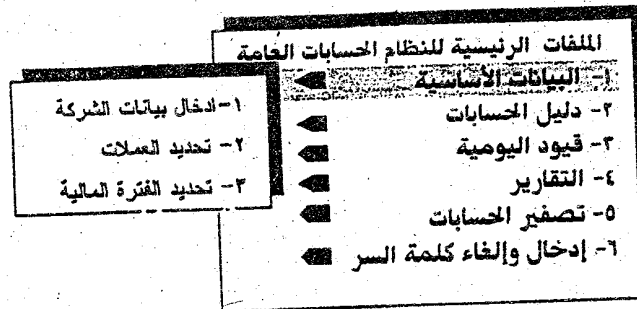 الملفات الرئيسية للنظام الحسابات العامة
١- البيانات الأساسية
٢- دليل الحسابات
٣- قيود اليومية
٤- التقارير
٥- تصفير الحسابات
٦- إدخال وإلغاء كلمة السر
١- ادخال بيانات الشركة
٢- تحديد العملات
٣- تحديد الفترة المالية